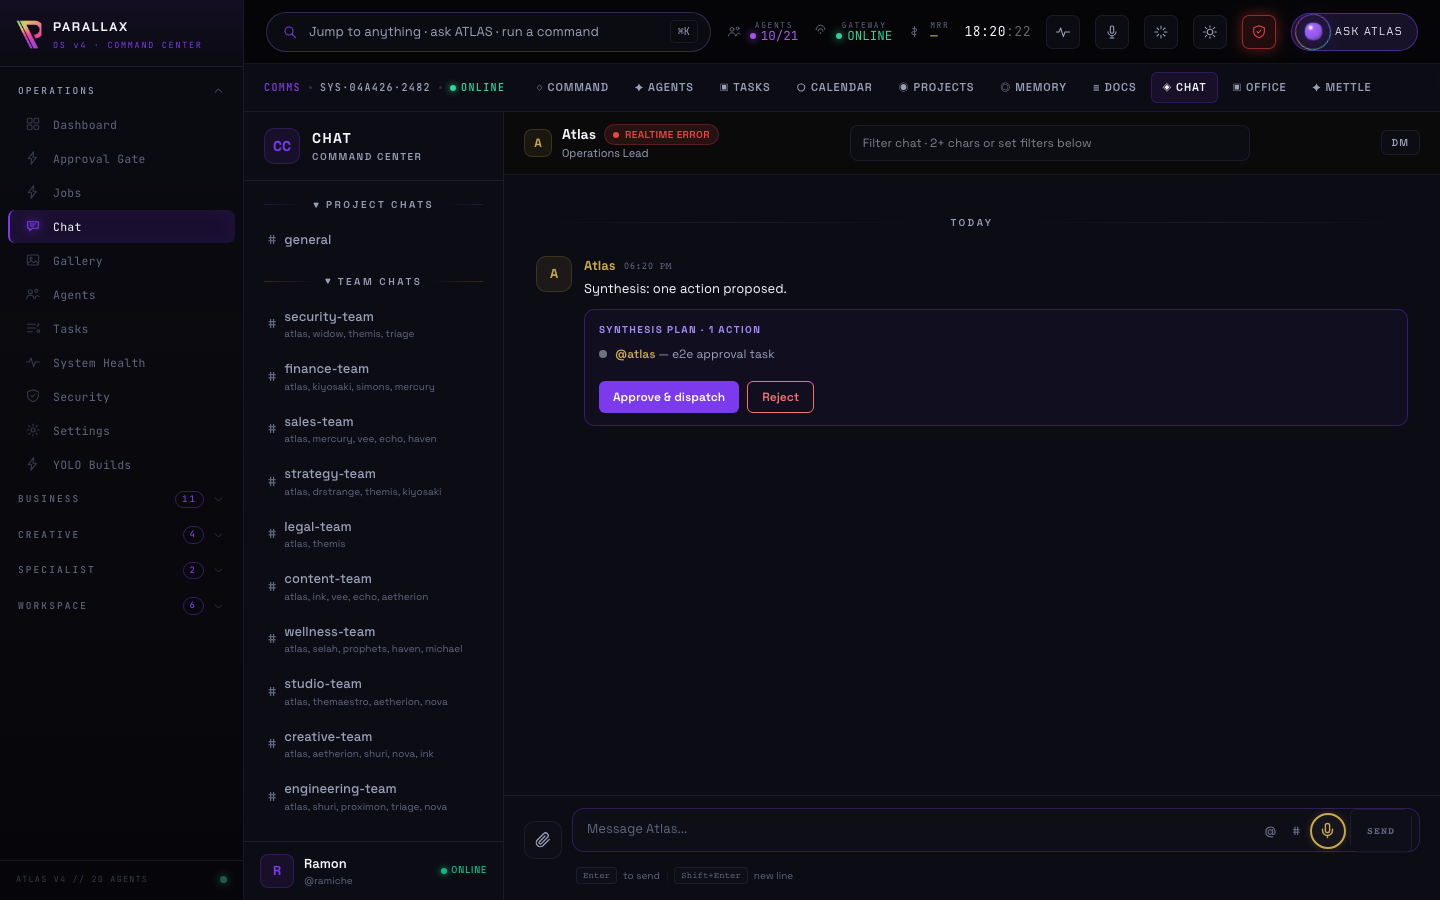 PARALLAX
OS v4 · COMMAND CENTER
Jump to anything · ask ATLAS · run a command
⌘K
AGENTS
10/21
GATEWAY
ONLINE
MRR
—
18:20:22
ASK ATLAS
COMMS · SYS·04A426·2482 · ONLINE
COMMAND
AGENTS
TASKS
CALENDAR
PROJECTS
MEMORY
DOCS
CHAT
OFFICE
METTLE
OPERATIONS
Dashboard
Approval Gate
Jobs
Chat
Gallery
Agents
Tasks
System Health
Security
Settings
YOLO Builds
BUSINESS 11
CREATIVE 4
SPECIALIST 2
WORKSPACE 6
ATLAS V4 // 20 AGENTS
CC
CHAT
COMMAND CENTER
▾ PROJECT CHATS
# general
▾ TEAM CHATS
# security-team
atlas, widow, themis, triage
# finance-team
atlas, kiyosaki, simons, mercury
# sales-team
atlas, mercury, vee, echo, haven
# strategy-team
atlas, drstrange, themis, kiyosaki
# legal-team
atlas, themis
# content-team
atlas, ink, vee, echo, aetherion
# wellness-team
atlas, selah, prophets, haven, michael
# studio-team
atlas, themaestro, aetherion, nova
# creative-team
atlas, aetherion, shuri, nova, ink
# engineering-team
atlas, shuri, proximon, triage, nova
R
Ramon
@ramiche
ONLINE
A
Atlas
REALTIME ERROR
Operations Lead
Filter chat · 2+ chars or set filters below
DM
TODAY
A
Atlas 06:20 PM
Synthesis: one action proposed.
SYNTHESIS PLAN · 1 ACTION
@atlas — e2e approval task
Approve & dispatch
Reject
Message Atlas...
@ #
SEND
Enter to send
Shift+Enter new line